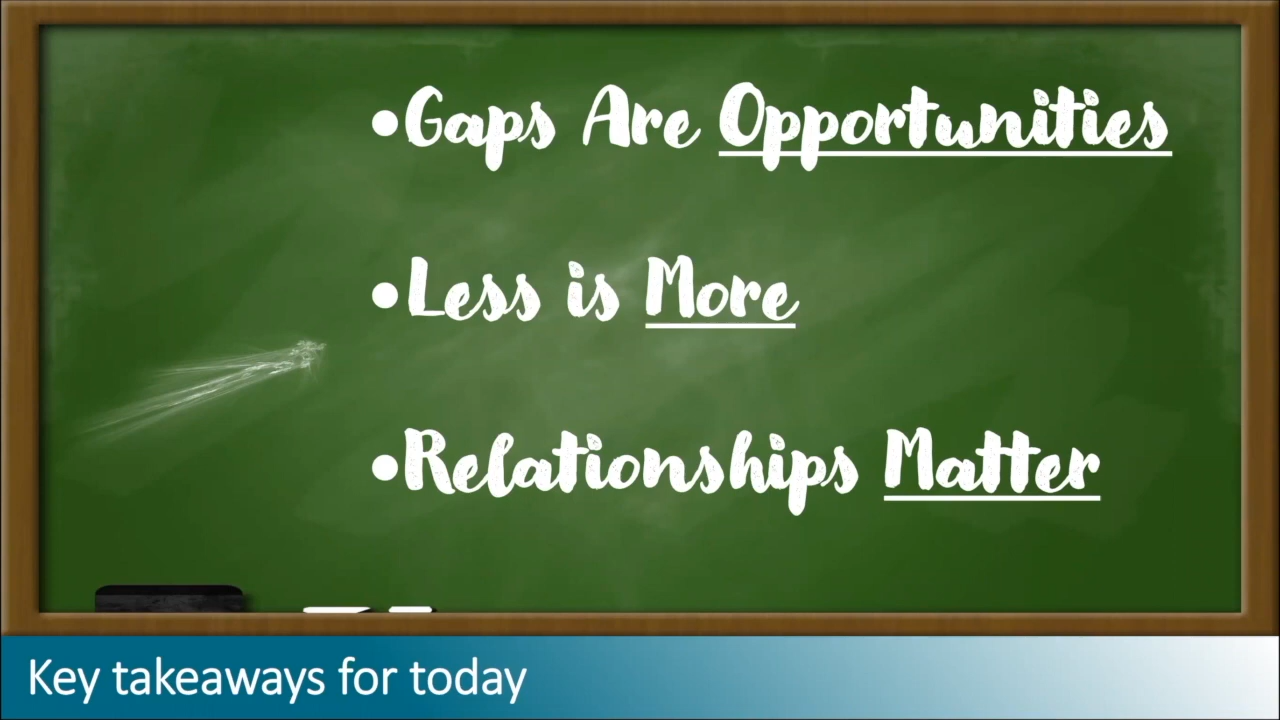 •Gaps Are Opportunities
•Less is More
•Relationships Matter
Key takeaways for today